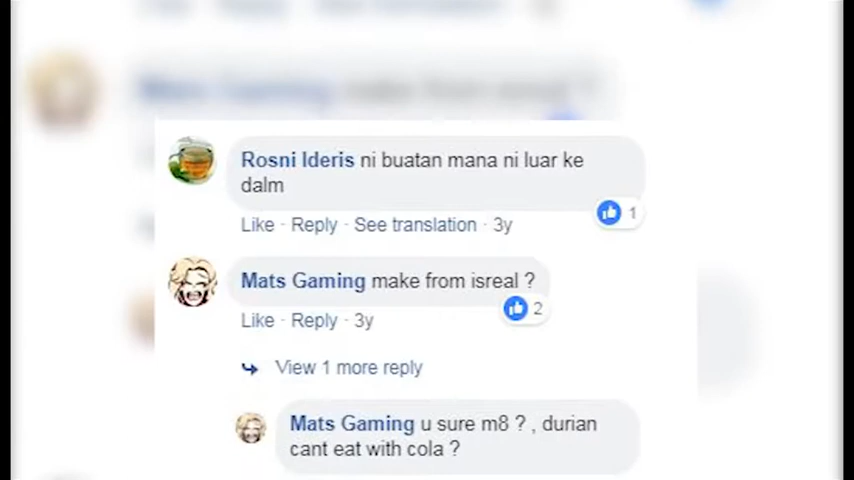 Rosni Ideris ni buatan mana ni luar ke
dalm
1
Like · Reply · See translation · 3y
Mats Gaming make from isreal ?
2
Like · Reply · 3y
View 1 more reply
Mats Gaming u sure m8 ? , durian
cant eat with cola ?